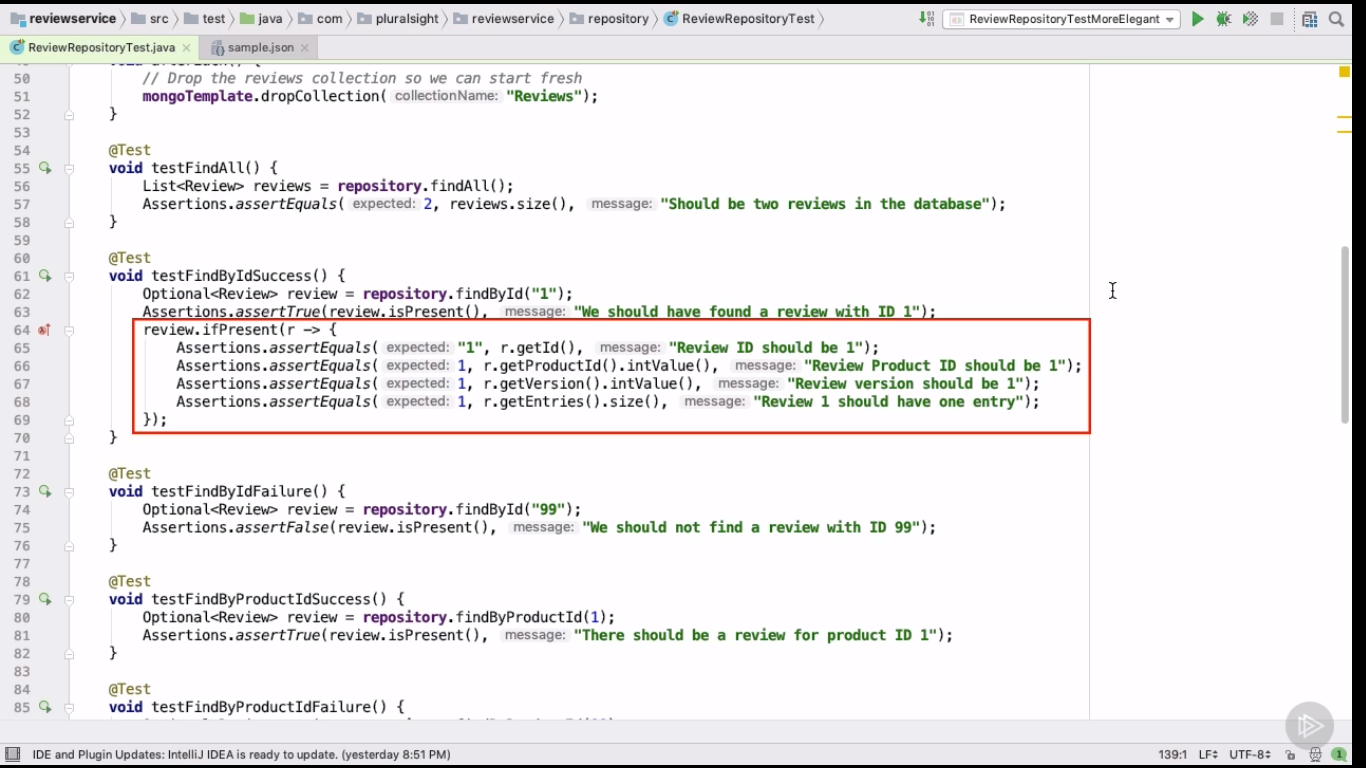 reviewservice src test java com pluralsight reviewservice repository ReviewRepositoryTest ReviewRepositoryTestMoreElegant
ReviewRepositoryTest.java sample.json
50 // Drop the reviews collection so we can start fresh
51 mongoTemplate.dropCollection( collectionName: "Reviews");
52 }
53
54 @Test
55 void testFindAll() {
56 List<Review> reviews = repository.findAll();
57 Assertions.assertEquals( expected: 2, reviews.size(), message: "Should be two reviews in the database");
58 }
59
60 @Test
61 void testFindByIdSuccess() {
62 Optional<Review> review = repository.findById("1");
63 Assertions.assertTrue(review.isPresent(), message: "We should have found a review with ID 1");
64 review.ifPresent(r -> {
65 Assertions.assertEquals( expected: "1", r.getId(), message: "Review ID should be 1");
66 Assertions.assertEquals( expected: 1, r.getProductId().intValue(), message: "Review Product ID should be 1");
67 Assertions.assertEquals( expected: 1, r.getVersion().intValue(), message: "Review version should be 1");
68 Assertions.assertEquals( expected: 1, r.getEntries().size(), message: "Review 1 should have one entry");
69 });
70 }
71
72 @Test
73 void testFindByIdFailure() {
74 Optional<Review> review = repository.findById("99");
75 Assertions.assertFalse(review.isPresent(), message: "We should not find a review with ID 99");
76 }
77
78 @Test
79 void testFindByProductIdSuccess() {
80 Optional<Review> review = repository.findByProductId(1);
81 Assertions.assertTrue(review.isPresent(), message: "There should be a review for product ID 1");
82 }
83
84 @Test
85 void testFindByProductIdFailure() {
IDE and Plugin Updates: IntelliJ IDEA is ready to update. (yesterday 8:51 PM) 139:1 LF UTF-8 1